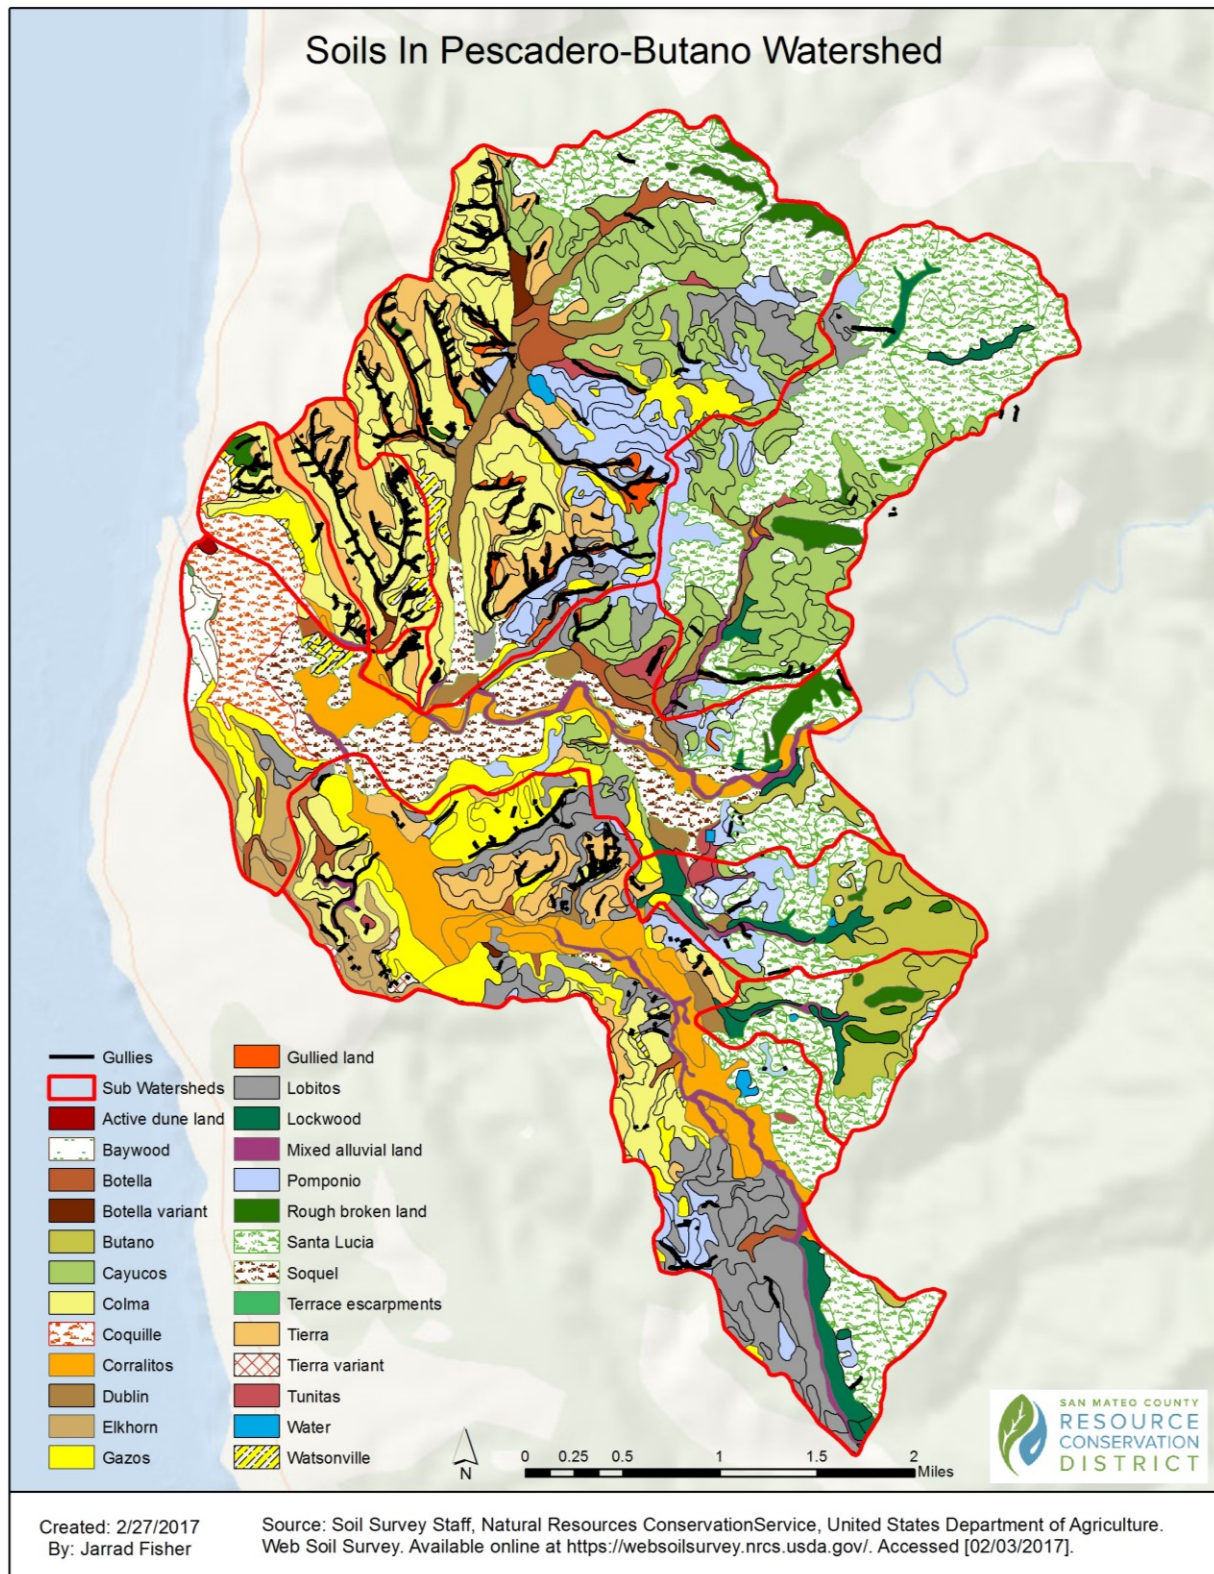 Soils In Pescadero-Butano Watershed
Gullies
Sub Watersheds
Active dune land
Baywood
Botella
Botella variant
Butano
Cayucos
Colma
Coquille
Corralitos
Dublin
Elkhorn
Gazos
Gullied land
Lobitos
Lockwood
Mixed alluvial land
Pomponio
Rough broken land
Santa Lucia
Soquel
Terrace escarpments
Tierra
Tierra variant
Tunitas
Water
Watsonville
N
0 0.25 0.5 1 1.5 2
Miles
SAN MATEO COUNTY
RESOURCE
CONSERVATION
DISTRICT
Created: 2/27/2017
By: Jarrad Fisher
Source: Soil Survey Staff, Natural Resources ConservationService, United States Department of Agriculture.
Web Soil Survey. Available online at https://websoilsurvey.nrcs.usda.gov/. Accessed [02/03/2017].